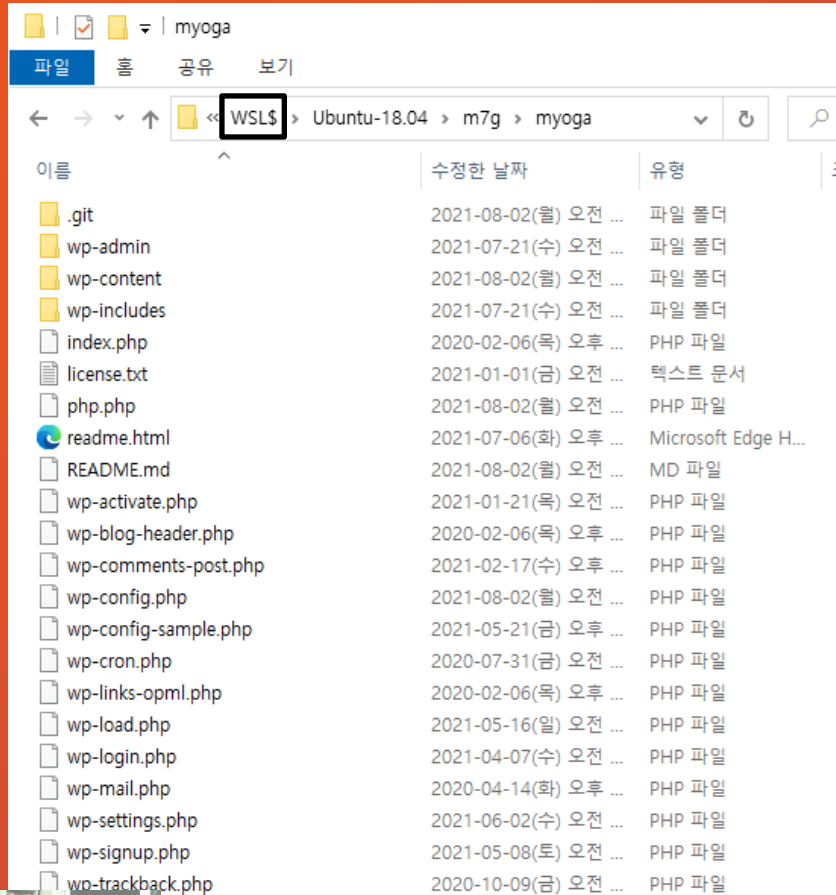 myoga
파일 홈 공유 보기
« WSL$ › Ubuntu-18.04 › m7g › myoga
이름 수정한 날짜 유형
.git 2021-08-02(월) 오전 ... 파일 폴더
wp-admin 2021-07-21(수) 오전 ... 파일 폴더
wp-content 2021-08-02(월) 오전 ... 파일 폴더
wp-includes 2021-07-21(수) 오전 ... 파일 폴더
index.php 2020-02-06(목) 오후 ... PHP 파일
license.txt 2021-01-01(금) 오전 ... 텍스트 문서
php.php 2021-08-02(월) 오전 ... PHP 파일
readme.html 2021-07-06(화) 오후 ... Microsoft Edge H...
README.md 2021-08-02(월) 오전 ... MD 파일
wp-activate.php 2021-01-21(목) 오전 ... PHP 파일
wp-blog-header.php 2020-02-06(목) 오후 ... PHP 파일
wp-comments-post.php 2021-02-17(수) 오후 ... PHP 파일
wp-config.php 2021-08-02(월) 오전 ... PHP 파일
wp-config-sample.php 2021-05-21(금) 오후 ... PHP 파일
wp-cron.php 2020-07-31(금) 오전 ... PHP 파일
wp-links-opml.php 2020-02-06(목) 오후 ... PHP 파일
wp-load.php 2021-05-16(일) 오전 ... PHP 파일
wp-login.php 2021-04-07(수) 오전 ... PHP 파일
wp-mail.php 2020-04-14(화) 오후 ... PHP 파일
wp-settings.php 2021-06-02(수) 오전 ... PHP 파일
wp-signup.php 2021-05-08(토) 오전 ... PHP 파일
wp-trackback.php 2020-10-09(금) 오전 ... PHP 파일